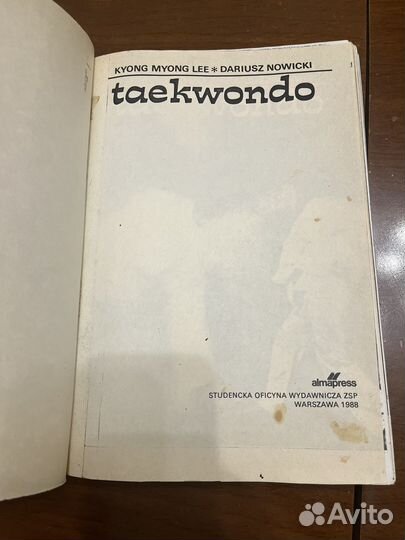 KYONG MYONG LEE * DARIUSZ NOWICKI
taekwondo
almapress
STUDENCKA OFICYNA WYDAWNICZA ZSP
WARSZAWA 1988
Avito